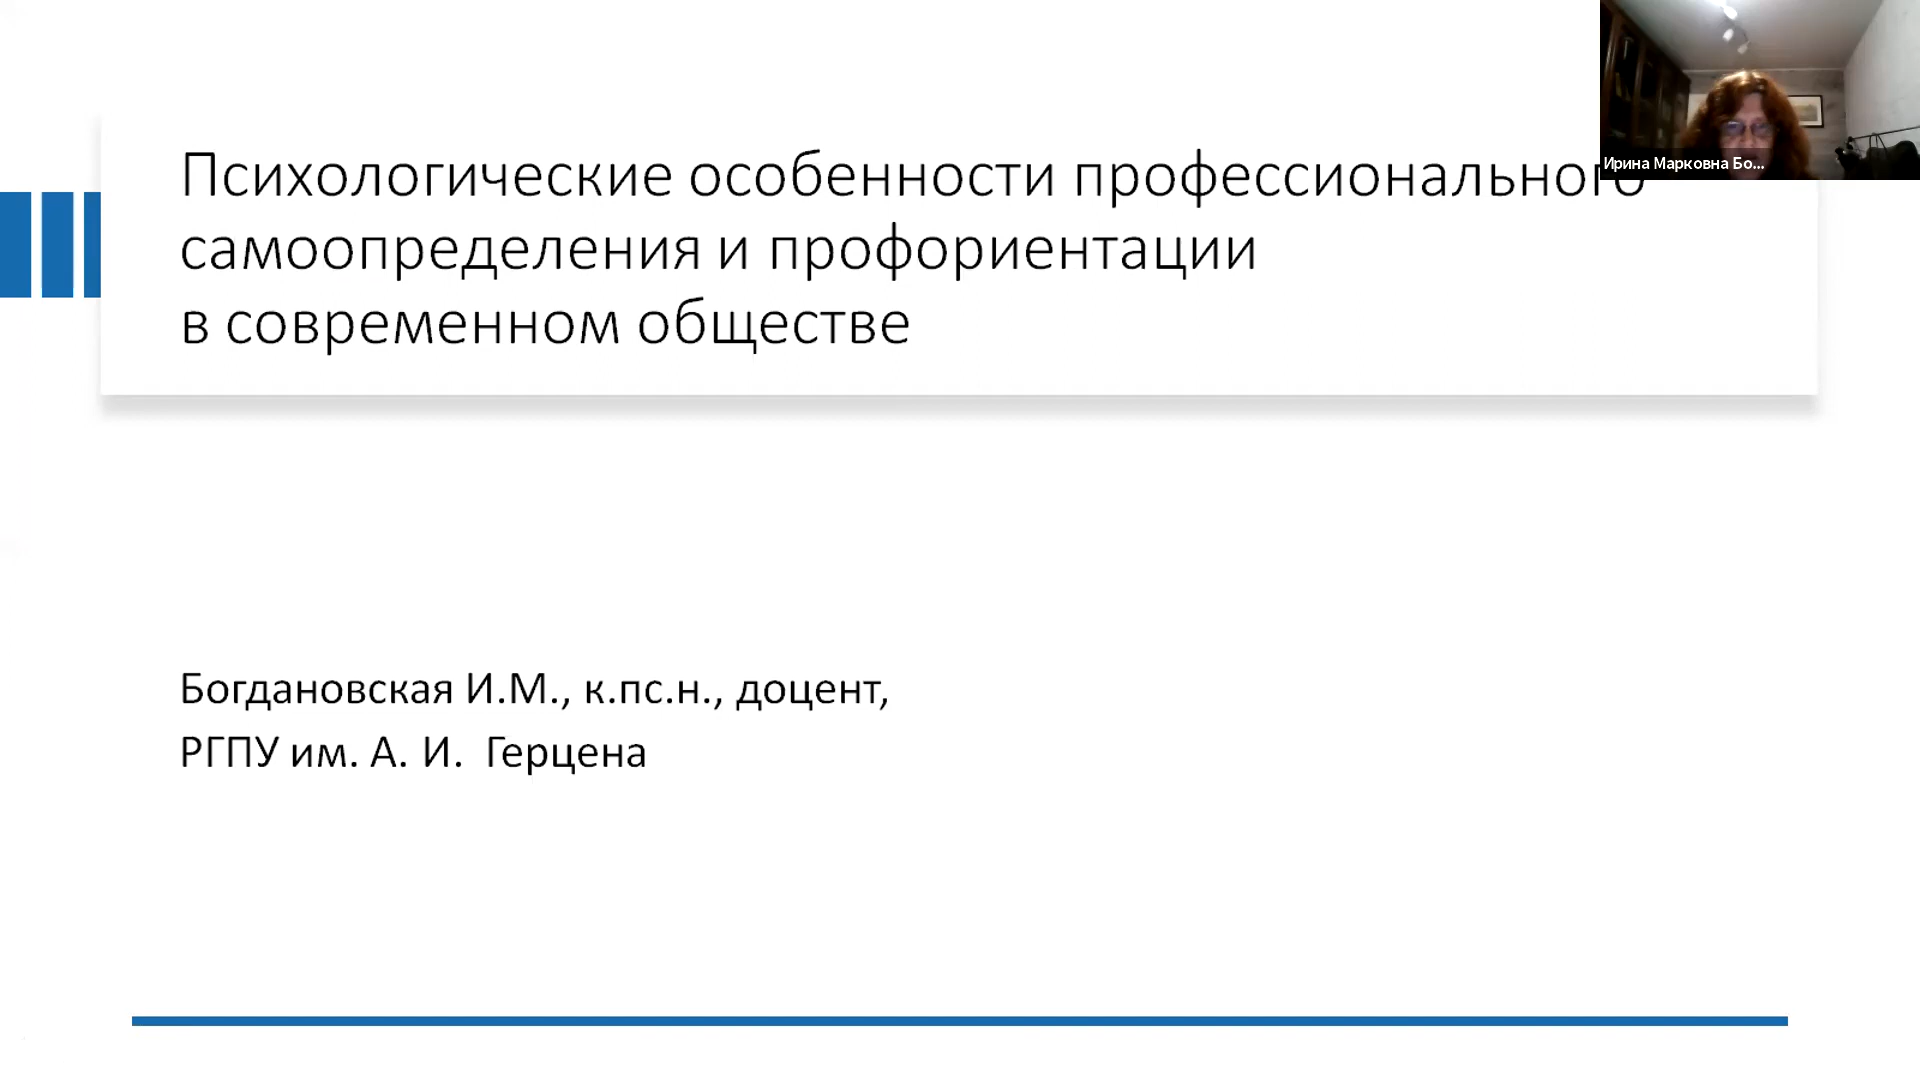 Психологические особенности профессионального
самоопределения и профориентации
в современном обществе
Ирина Марковна Бо...
Богдановская И.М., к.пс.н., доцент,
РГПУ им. А. И. Герцена